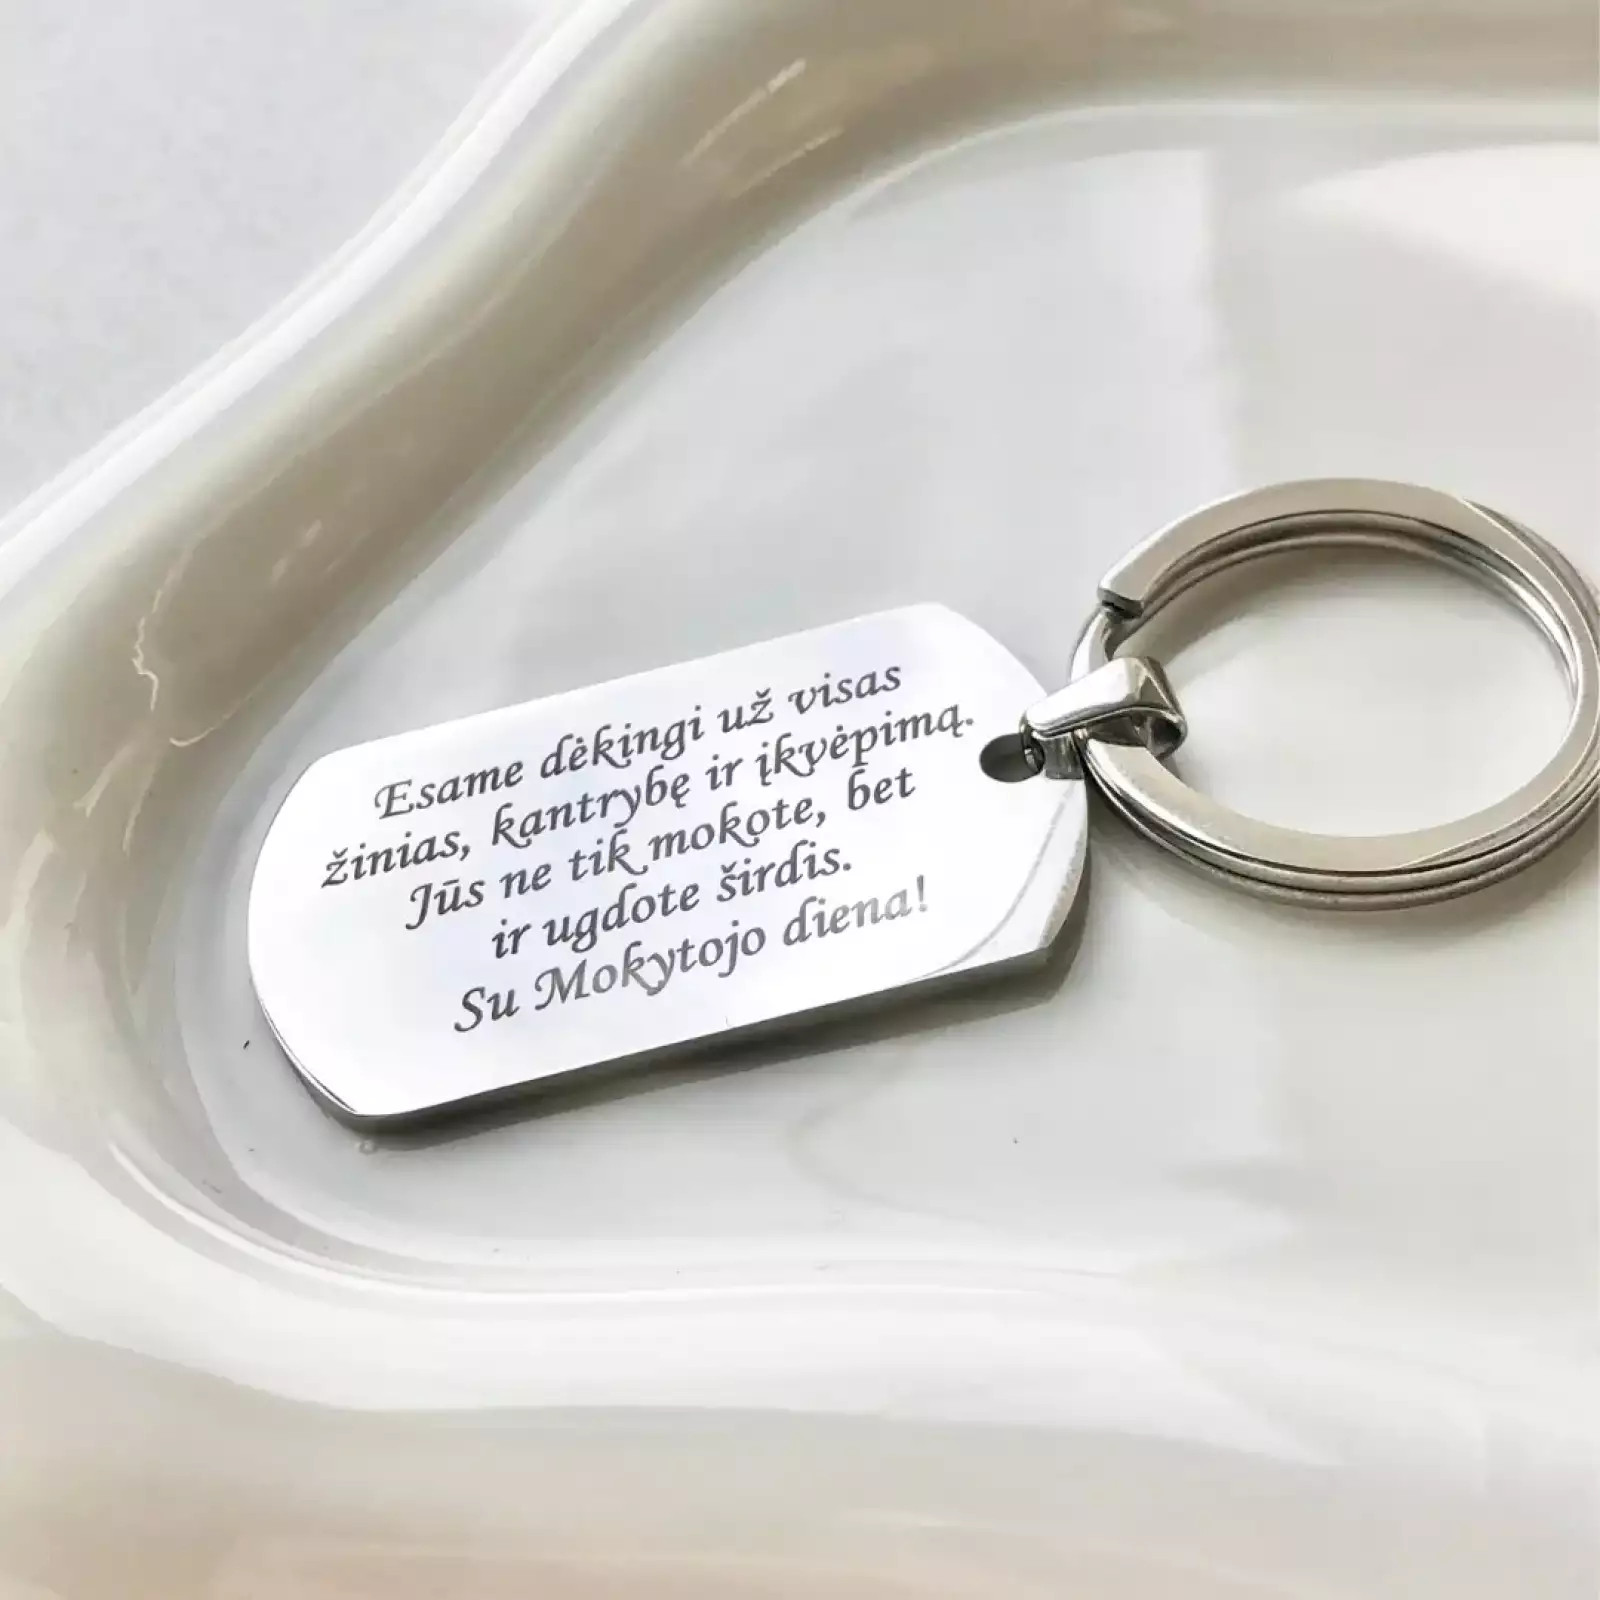 Esame dėkingi už visas
žinias, kantrybę ir įkvėpimą.
Jūs ne tik mokote, bet
ir ugdote širdis.
Su Mokytojo diena!